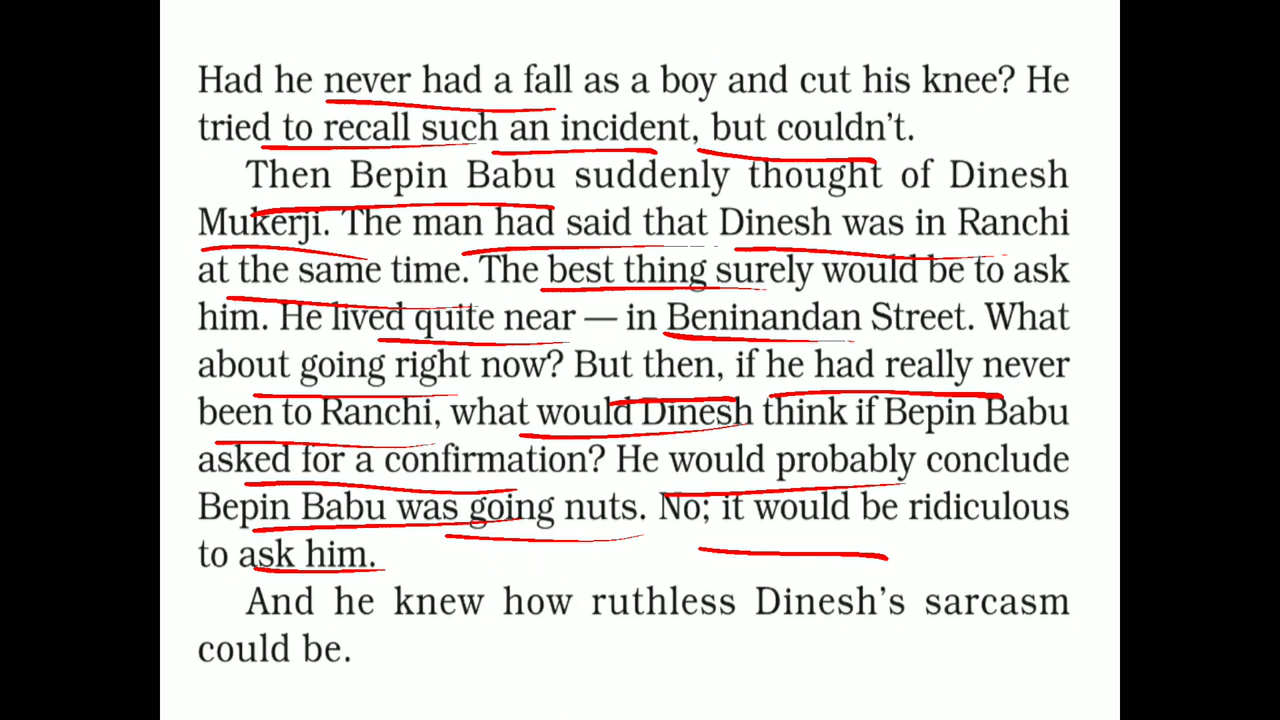 Had he never had a fall as a boy and cut his knee? He
tried to recall such an incident, but couldn't.
Then Bepin Babu suddenly thought of Dinesh
Mukerji. The man had said that Dinesh was in Ranchi
at the same time. The best thing surely would be to ask
him. He lived quite near — in Beninandan Street. What
about going right now? But then, if he had really never
been to Ranchi, what would Dinesh think if Bepin Babu
asked for a confirmation? He would probably conclude
Bepin Babu was going nuts. No; it would be ridiculous
to ask him.
And he knew how ruthless Dinesh's sarcasm
could be.